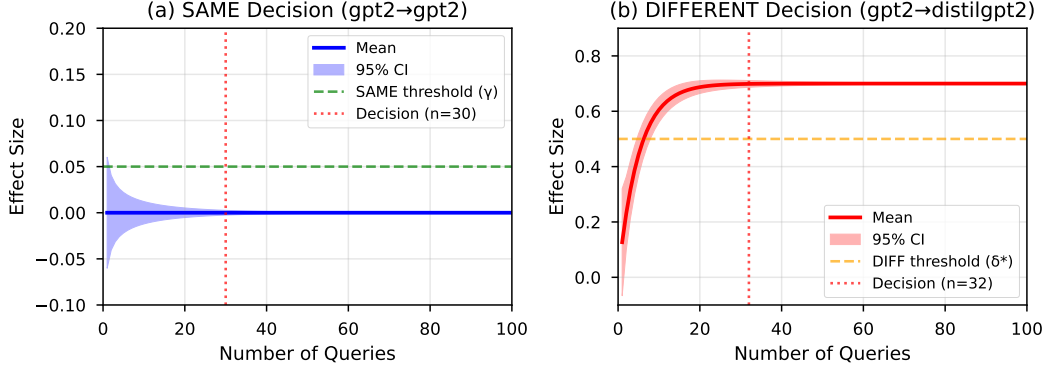 (a) SAME Decision (gpt2→gpt2)
0.20
0.15
0.10
0.05
0.00
−0.05
−0.10
Effect Size
Mean
95% CI
SAME threshold (γ)
Decision (n=30)
0 20 40 60 80 100
Number of Queries
(b) DIFFERENT Decision (gpt2→distilgpt2)
0.8
0.6
0.4
0.2
0.0
Effect Size
Mean
95% CI
DIFF threshold (δ*)
Decision (n=32)
0 20 40 60 80 100
Number of Queries